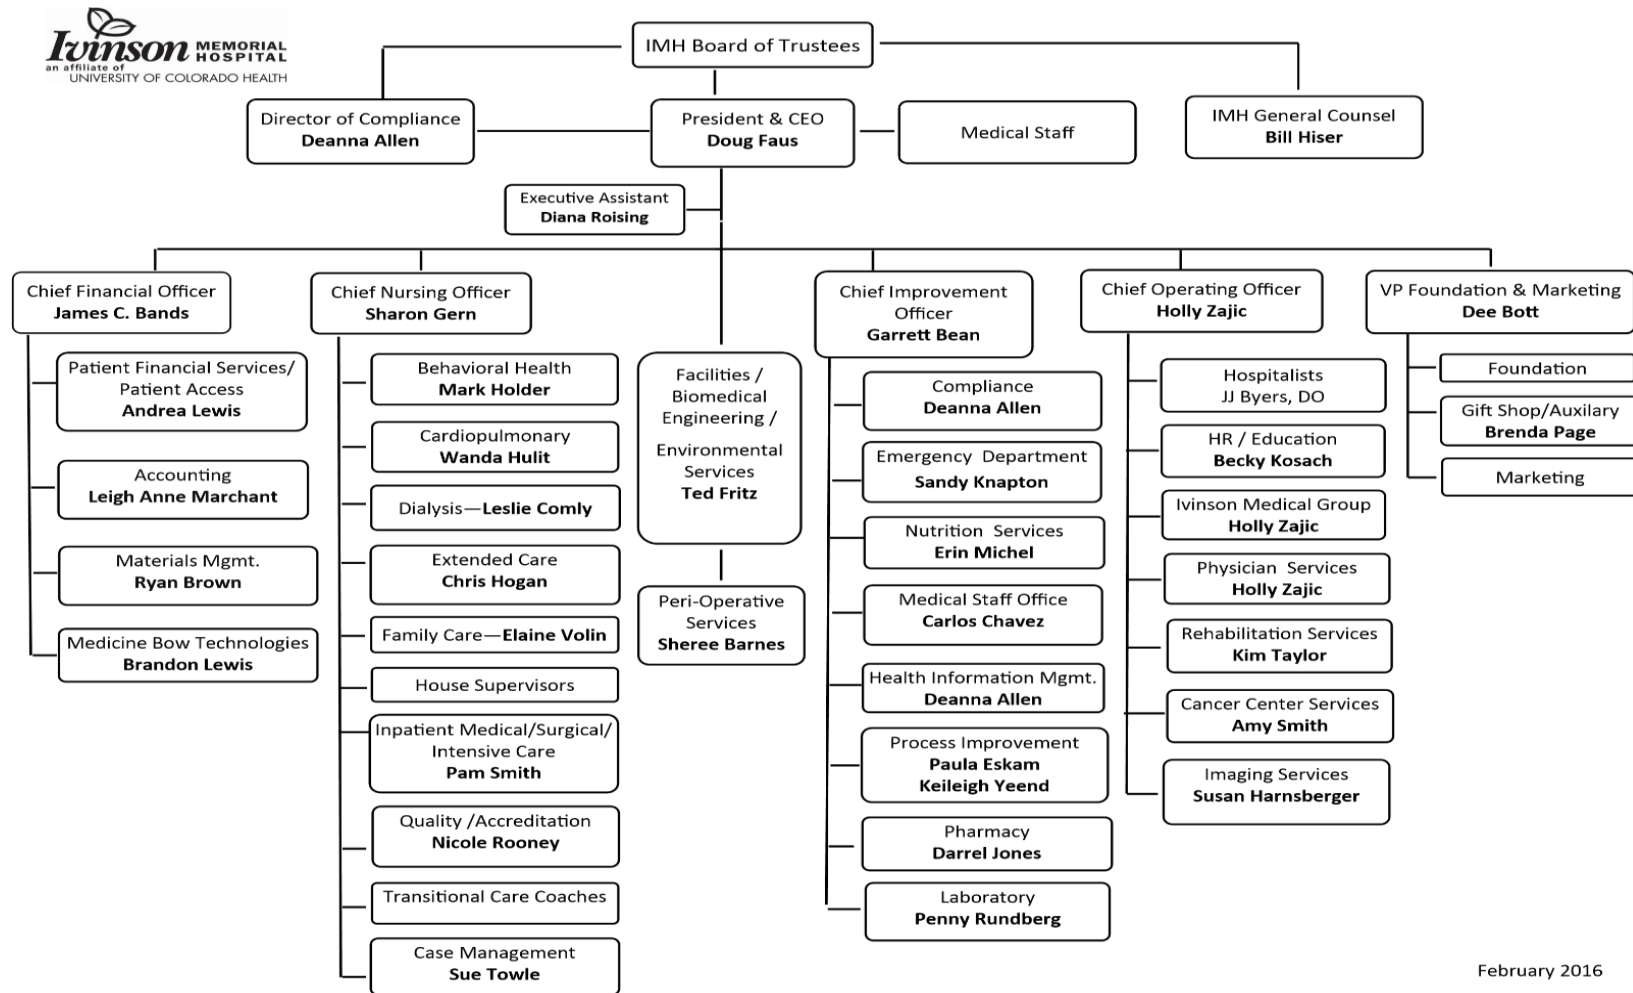 Ivinson MEMORIAL HOSPITAL
an affiliate of
UNIVERSITY OF COLORADO HEALTH
IMH Board of Trustees
Director of Compliance
Deanna Allen
President & CEO
Doug Faus
Medical Staff
IMH General Counsel
Bill Hiser
Executive Assistant
Diana Roising
Chief Financial Officer
James C. Bands
Patient Financial Services/
Patient Access
Andrea Lewis
Accounting
Leigh Anne Marchant
Materials Mgmt.
Ryan Brown
Medicine Bow Technologies
Brandon Lewis
Chief Nursing Officer
Sharon Gern
Behavioral Health
Mark Holder
Cardiopulmonary
Wanda Hulit
Dialysis—Leslie Comly
Extended Care
Chris Hogan
Family Care—Elaine Volin
House Supervisors
Inpatient Medical/Surgical/
Intensive Care
Pam Smith
Quality /Accreditation
Nicole Rooney
Transitional Care Coaches
Case Management
Sue Towle
Facilities /
Biomedical
Engineering /
Environmental
Services
Ted Fritz
Peri-Operative
Services
Sheree Barnes
Chief Improvement
Officer
Garrett Bean
Compliance
Deanna Allen
Emergency Department
Sandy Knapton
Nutrition Services
Erin Michel
Medical Staff Office
Carlos Chavez
Health Information Mgmt.
Deanna Allen
Process Improvement
Paula Eskam
Keileigh Yeend
Pharmacy
Darrel Jones
Laboratory
Penny Rundberg
Chief Operating Officer
Holly Zajic
Hospitalists
JJ Byers, DO
HR / Education
Becky Kosach
Ivinson Medical Group
Holly Zajic
Physician Services
Holly Zajic
Rehabilitation Services
Kim Taylor
Cancer Center Services
Amy Smith
Imaging Services
Susan Harnsberger
VP Foundation & Marketing
Dee Bott
Foundation
Gift Shop/Auxilary
Brenda Page
Marketing
February 2016